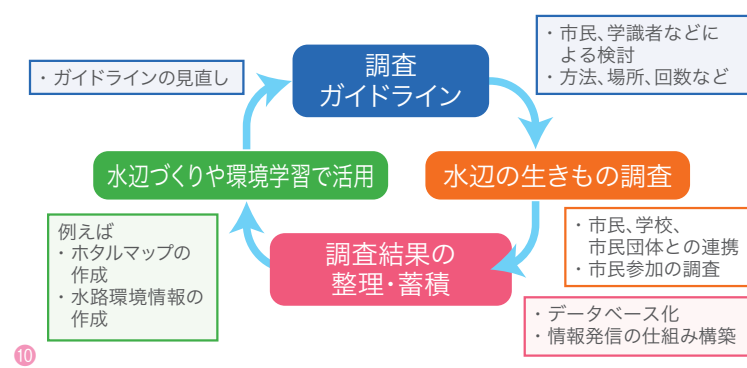 調査
ガイドライン
・市民、学識者などに
よる検討
・方法、場所、回数など
・ガイドラインの見直し
水辺づくりや環境学習で活用
水辺の生きもの調査
例えば
・ホタルマップの
作成
・水路環境情報の
作成
調査結果の
整理・蓄積
・市民、学校、
市民団体との連携
・市民参加の調査
・データベース化
・情報発信の仕組み構築
⑩